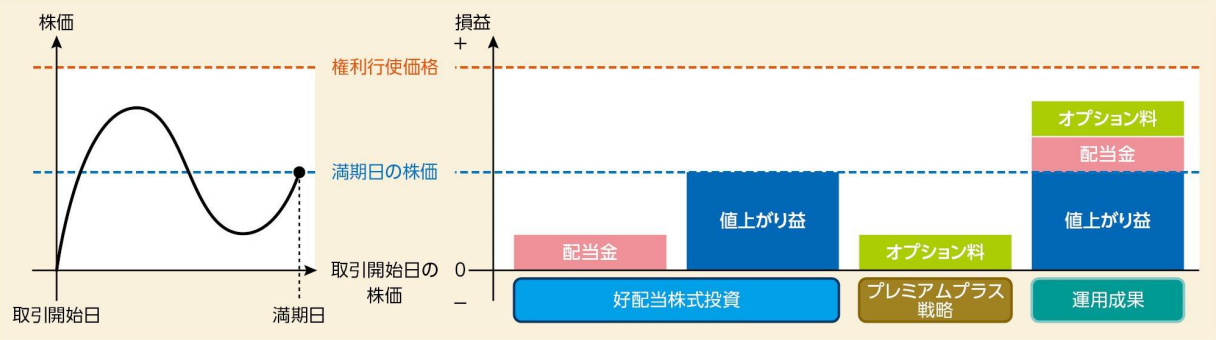 株価
権利行使価格
満期日の株価
取引開始日の
株価
取引開始日
満期日
損益
+
0
−
配当金
値上がり益
オプション料
オプション料
配当金
値上がり益
好配当株式投資
プレミアムプラス
戦略
運用成果